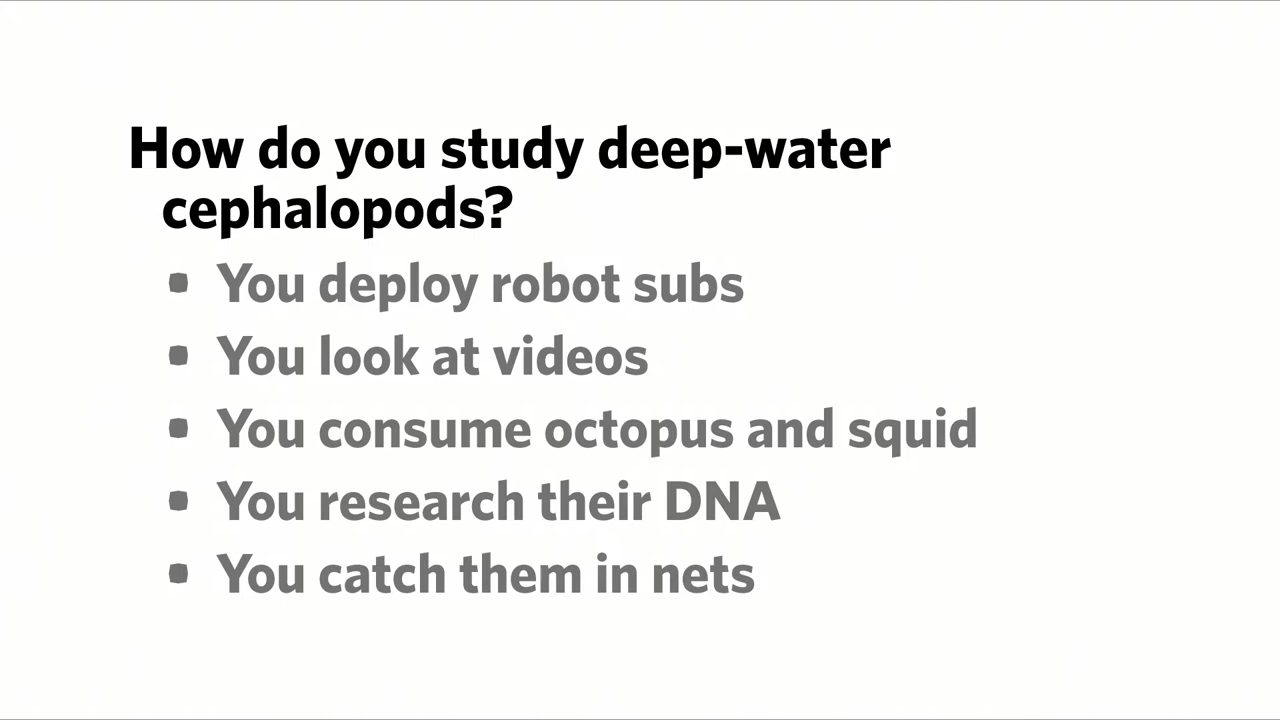 How do you study deep-water
cephalopods?
▪ You deploy robot subs
▪ You look at videos
▪ You consume octopus and squid
▪ You research their DNA
▪ You catch them in nets